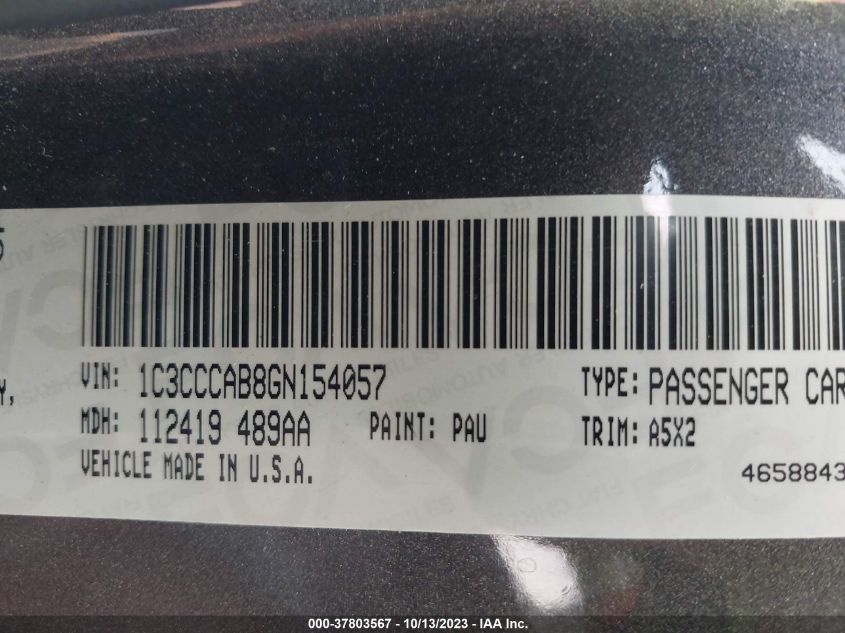 5
Y,
VIN: 1C3CCCAB8GN154057
TYPE: PASSENGER CAR
MDH: 112419 489AA
PAINT: PAU
TRIM: A5X2
VEHICLE MADE IN U.S.A.
4658843
000-37803567 - 10/13/2023 - IAA Inc.